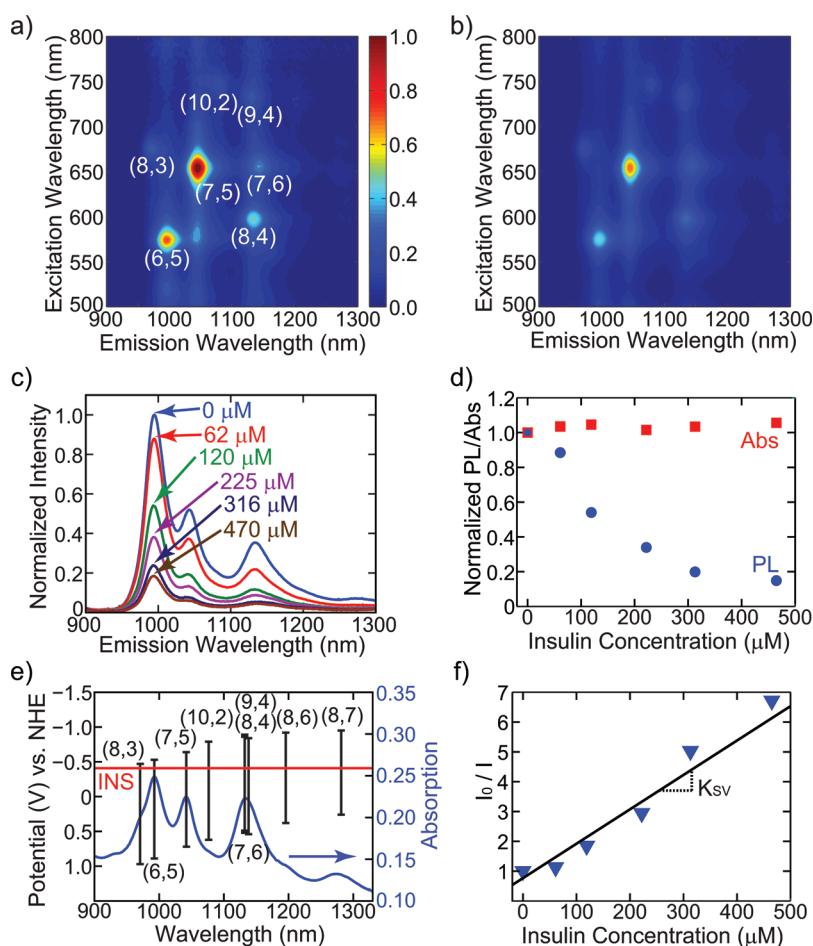 a)
b)
800
750
700
650
600
550
500
Excitation Wavelength (nm)
(10,2)
(9,4)
(8,3)
(7,5)
(7,6)
(8,4)
(6,5)
900 1000 1100 1200 1300
Emission Wavelength (nm)
1.0
0.8
0.6
0.4
0.2
0.0
800
750
700
650
600
550
500
Excitation Wavelength (nm)
900 1000 1100 1200 1300
Emission Wavelength (nm)
c)
1.0
0.8
0.6
0.4
0.2
0
Normalized Intensity
0 μM
62 μM
120 μM
225 μM
316 μM
470 μM
900 1000 1100 1200 1300
Emission Wavelength (nm)
d)
1.2
1.0
0.8
0.6
0.4
0.2
0
Normalized PL/Abs
Abs
PL
0 100 200 300 400 500
Insulin Concentration (μM)
e)
-1.5
-1.0
-0.5
0
0.5
1.0
Potential (V) vs. NHE
(8,3)
(7,5)
(10,2)
(9,4)
(8,4)
(8,6)
(8,7)
INS
(6,5)
(7,6)
0.35
0.30
0.25
0.20
0.15
0.10
Absorption
900 1000 1100 1200 1300
Wavelength (nm)
f)
7
6
5
4
3
2
1
I0 / I
KSV
0 100 200 300 400 500
Insulin Concentration (μM)